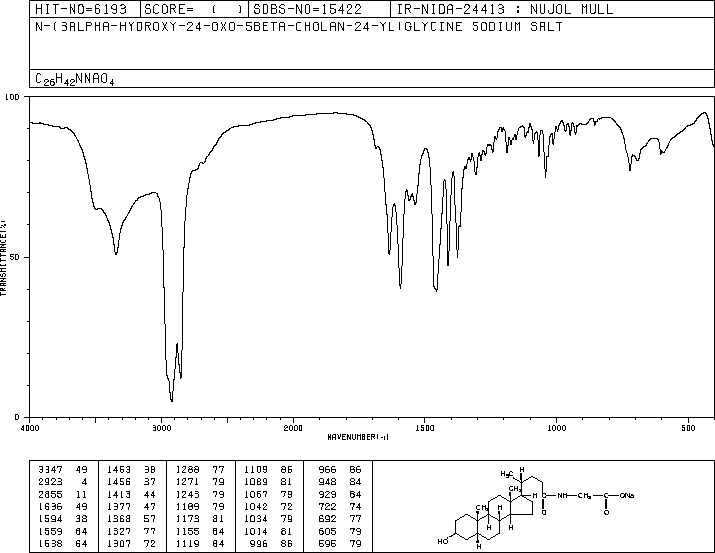 HIT-NO=6193 SCORE= ( ) SDBS-NO=15422 IR-NIDA-24413 : NUJOL MULL
N-(3ALPHA-HYDROXY-24-OXO-5BETA-CHOLAN-24-YL)GLYCINE SODIUM SALT
C26H42NNAO4
100
TRANSMITTANCE(%)
50
0
4000 3000 2000 1500 1000 500
WAVENUMBER(-1)
3347 49 1463 38 1288 77 1109 86 966 86
2923 4 1456 37 1271 79 1089 81 948 84
2855 11 1413 44 1243 79 1067 79 929 84
1636 49 1377 47 1189 79 1042 72 722 74
1594 38 1368 57 1173 81 1034 79 692 77
1559 64 1327 77 1155 84 1014 81 605 79
1538 64 1307 72 1119 84 996 86 595 79
CH3 H
CH3
CH3 H C NH CH2 C ONa
H H O O
HO
H